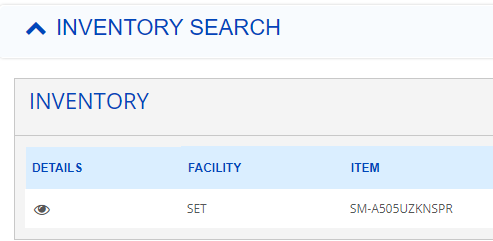 INVENTORY SEARCH
INVENTORY
DETAILS FACILITY ITEM
SET SM-A505UZKNSPR